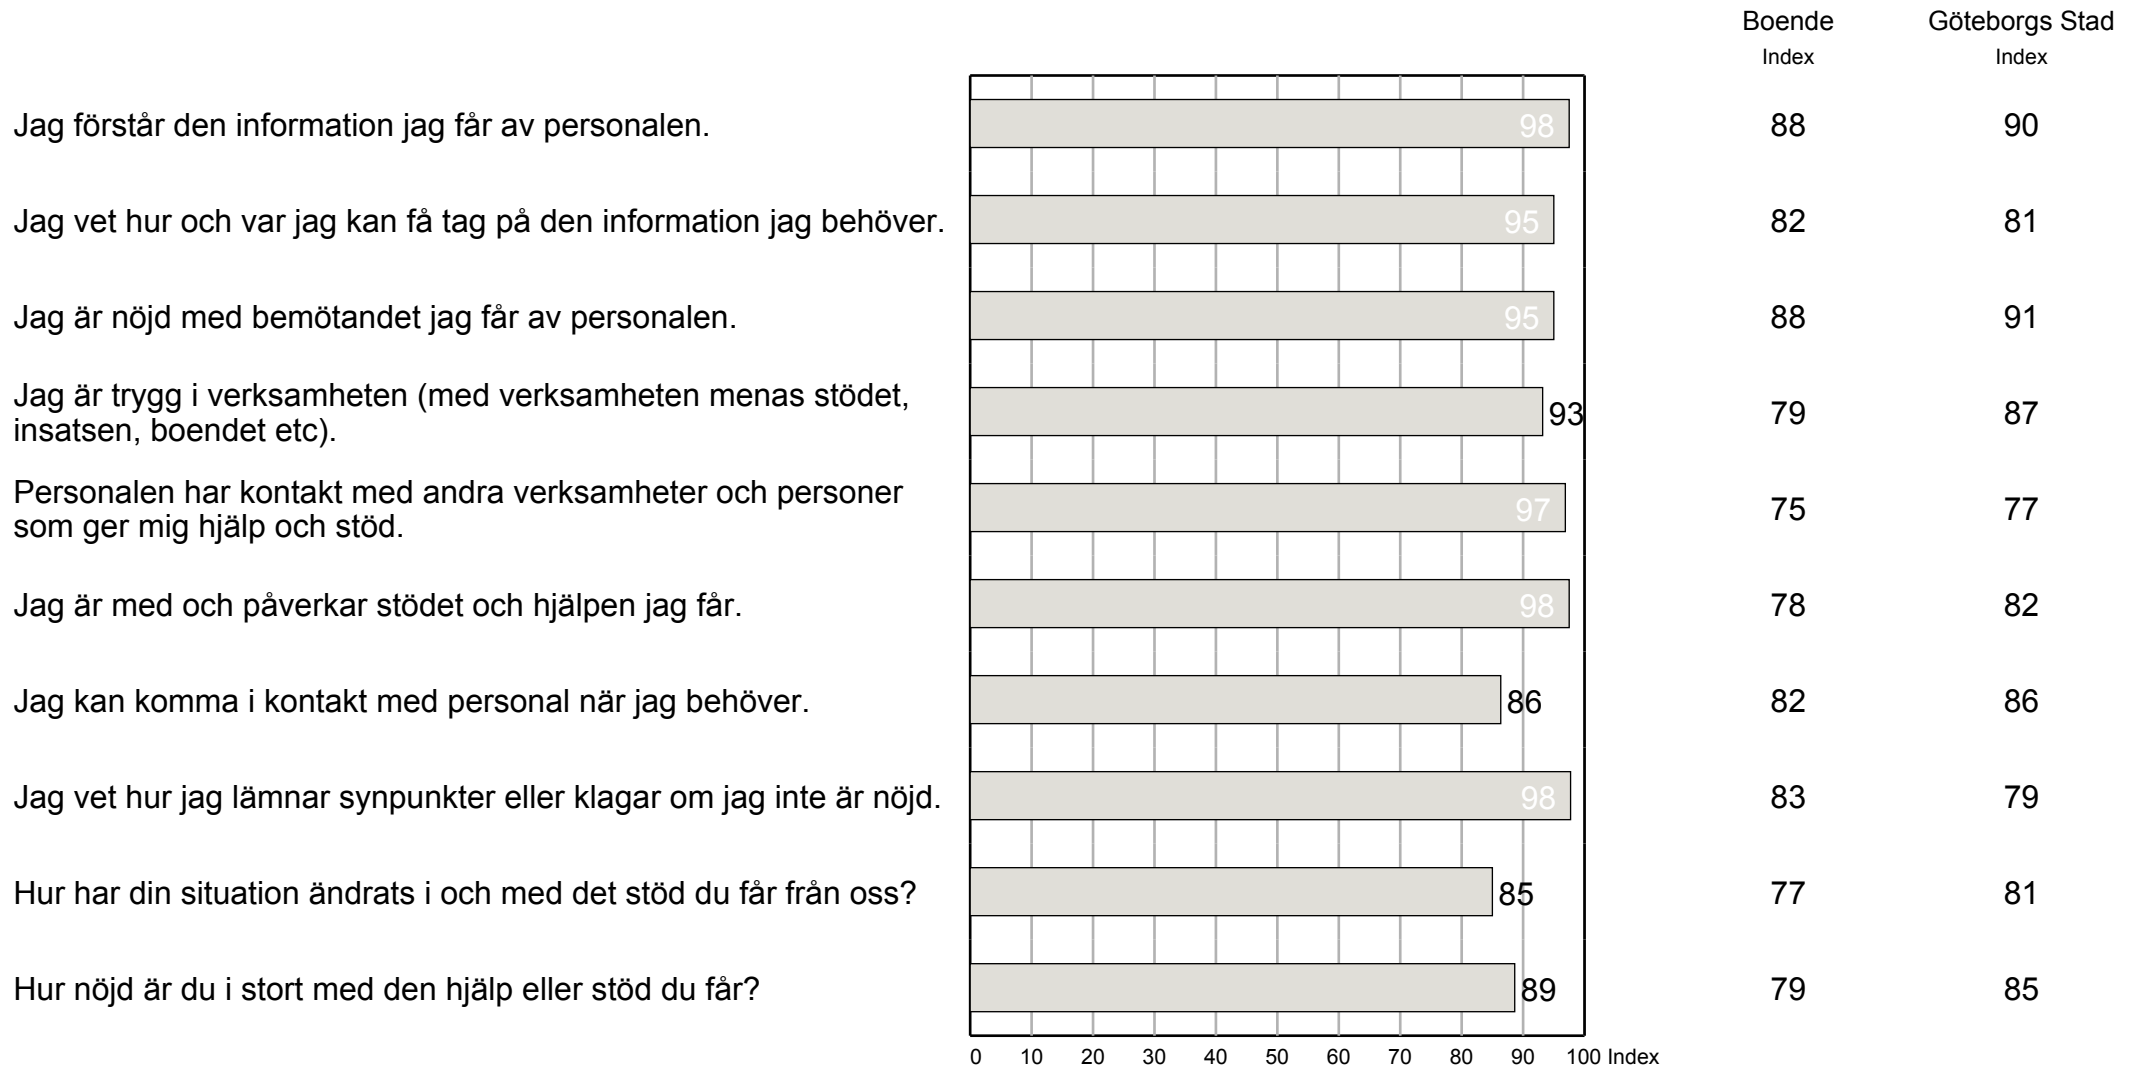 Boende Göteborgs Stad
Index Index
Jag förstår den information jag får av personalen. 98 88 90
Jag vet hur och var jag kan få tag på den information jag behöver. 95 82 81
Jag är nöjd med bemötandet jag får av personalen. 95 88 91
Jag är trygg i verksamheten (med verksamheten menas stödet,
insatsen, boendet etc). 93 79 87
Personalen har kontakt med andra verksamheter och personer
som ger mig hjälp och stöd. 97 75 77
Jag är med och påverkar stödet och hjälpen jag får. 98 78 82
Jag kan komma i kontakt med personal när jag behöver. 86 82 86
Jag vet hur jag lämnar synpunkter eller klagar om jag inte är nöjd. 98 83 79
Hur har din situation ändrats i och med det stöd du får från oss? 85 77 81
Hur nöjd är du i stort med den hjälp eller stöd du får? 89 79 85
0 10 20 30 40 50 60 70 80 90 100 Index